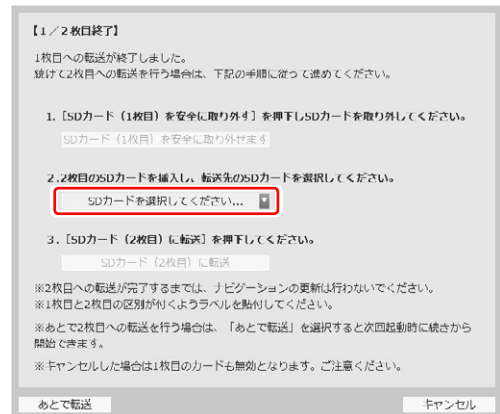 【1／2枚目終了】
1枚目への転送が終了しました。
続けて2枚目への転送を行う場合は、下記の手順に従って進めてください。
1.［SDカード（1枚目）を安全に取り外す］を押下しSDカードを取り外してください。
SDカード（1枚目）を安全に取り外せます
2.2枚目のSDカードを挿入し、転送先のSDカードを選択してください。
SDカードを選択してください...
3.［SDカード（2枚目）に転送］を押下してください。
SDカード（2枚目）に転送
※2枚目への転送が完了するまでは、ナビゲーションの更新は行わないでください。
※1枚目と2枚目の区別が付くようラベルを貼付してください。
※あとで2枚目への転送を行う場合は、「あとで転送」を選択すると次回起動時に続きから
開始できます。
※キャンセルした場合は1枚目のカードも無効となります。ご注意ください。
あとで転送
キャンセル